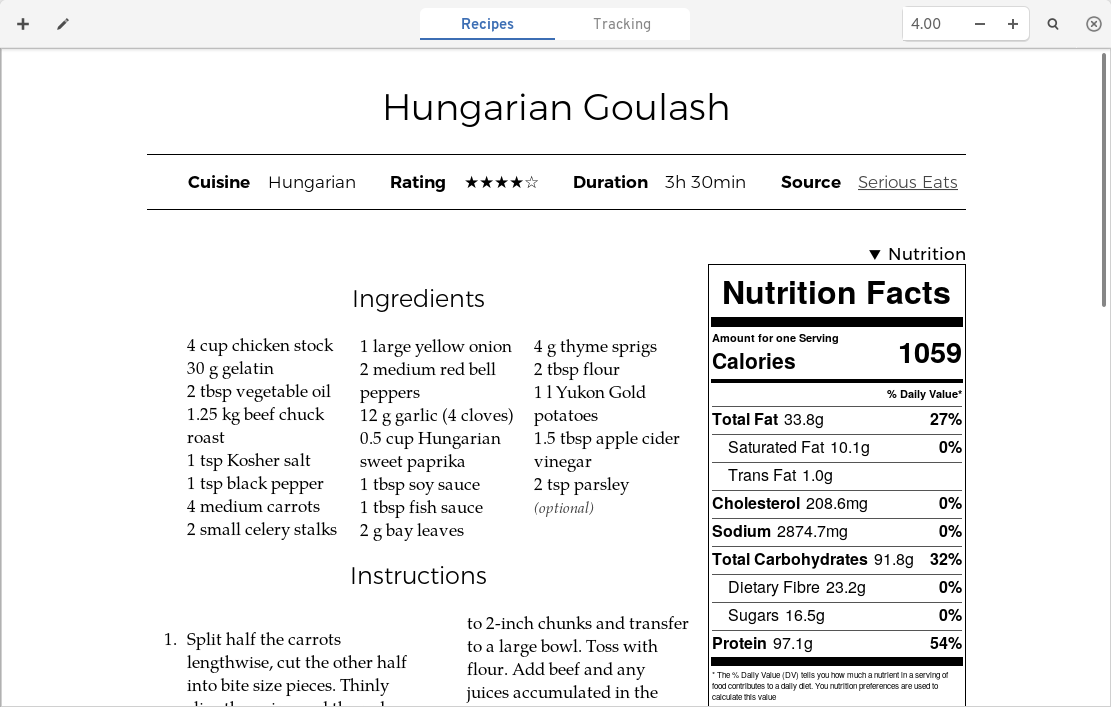 Recipes
Tracking
4.00
Hungarian Goulash
Cuisine Hungarian Rating ★★★★☆ Duration 3h 30min Source Serious Eats
▼ Nutrition
Ingredients
4 cup chicken stock
30 g gelatin
2 tbsp vegetable oil
1.25 kg beef chuck
roast
1 tsp Kosher salt
1 tsp black pepper
4 medium carrots
2 small celery stalks
1 large yellow onion
2 medium red bell
peppers
12 g garlic (4 cloves)
0.5 cup Hungarian
sweet paprika
1 tbsp soy sauce
1 tbsp fish sauce
2 g bay leaves
4 g thyme sprigs
2 tbsp flour
1 l Yukon Gold
potatoes
1.5 tbsp apple cider
vinegar
2 tsp parsley
(optional)
Instructions
1. Split half the carrots
lengthwise, cut the other half
into bite size pieces. Thinly
to 2-inch chunks and transfer
to a large bowl. Toss with
flour. Add beef and any
juices accumulated in the
Nutrition Facts
Amount for one Serving
Calories 1059
% Daily Value*
Total Fat 33.8g 27%
Saturated Fat 10.1g 0%
Trans Fat 1.0g
Cholesterol 208.6mg 0%
Sodium 2874.7mg 0%
Total Carbohydrates 91.8g 32%
Dietary Fibre 23.2g 0%
Sugars 16.5g 0%
Protein 97.1g 54%
* The % Daily Value (DV) tells you how much a nutrient in a serving of
food contributes to a daily diet. You nutrition preferences are used to
calculate this value